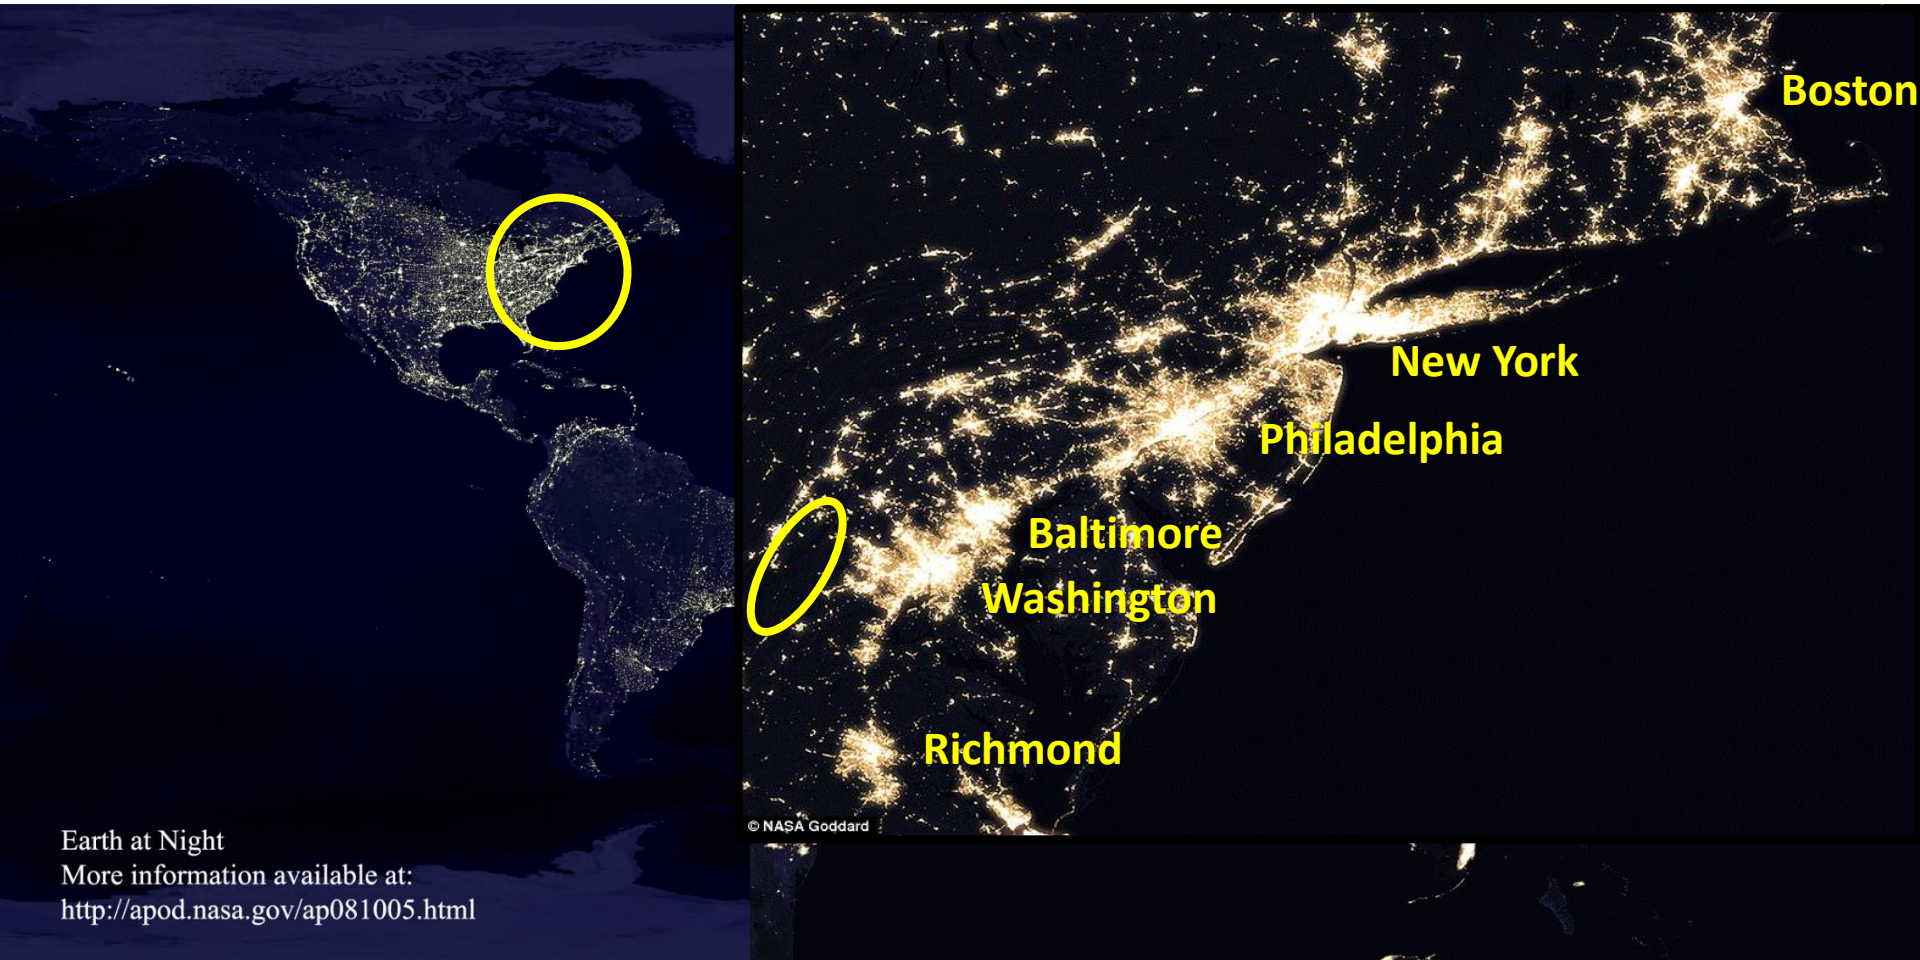 Boston
New York
Philadelphia
Baltimore
Washington
Richmond
© NASA Goddard
Earth at Night
More information available at:
http://apod.nasa.gov/ap081005.html